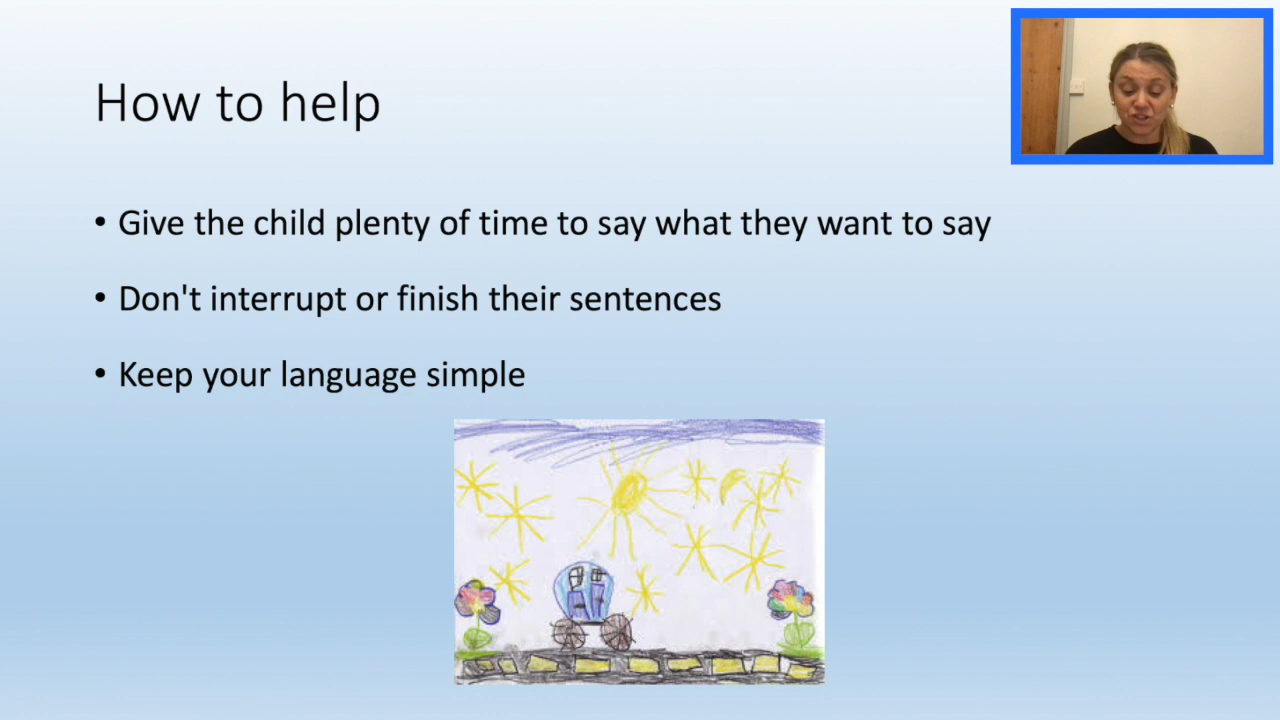 How to help
• Give the child plenty of time to say what they want to say
• Don't interrupt or finish their sentences
• Keep your language simple